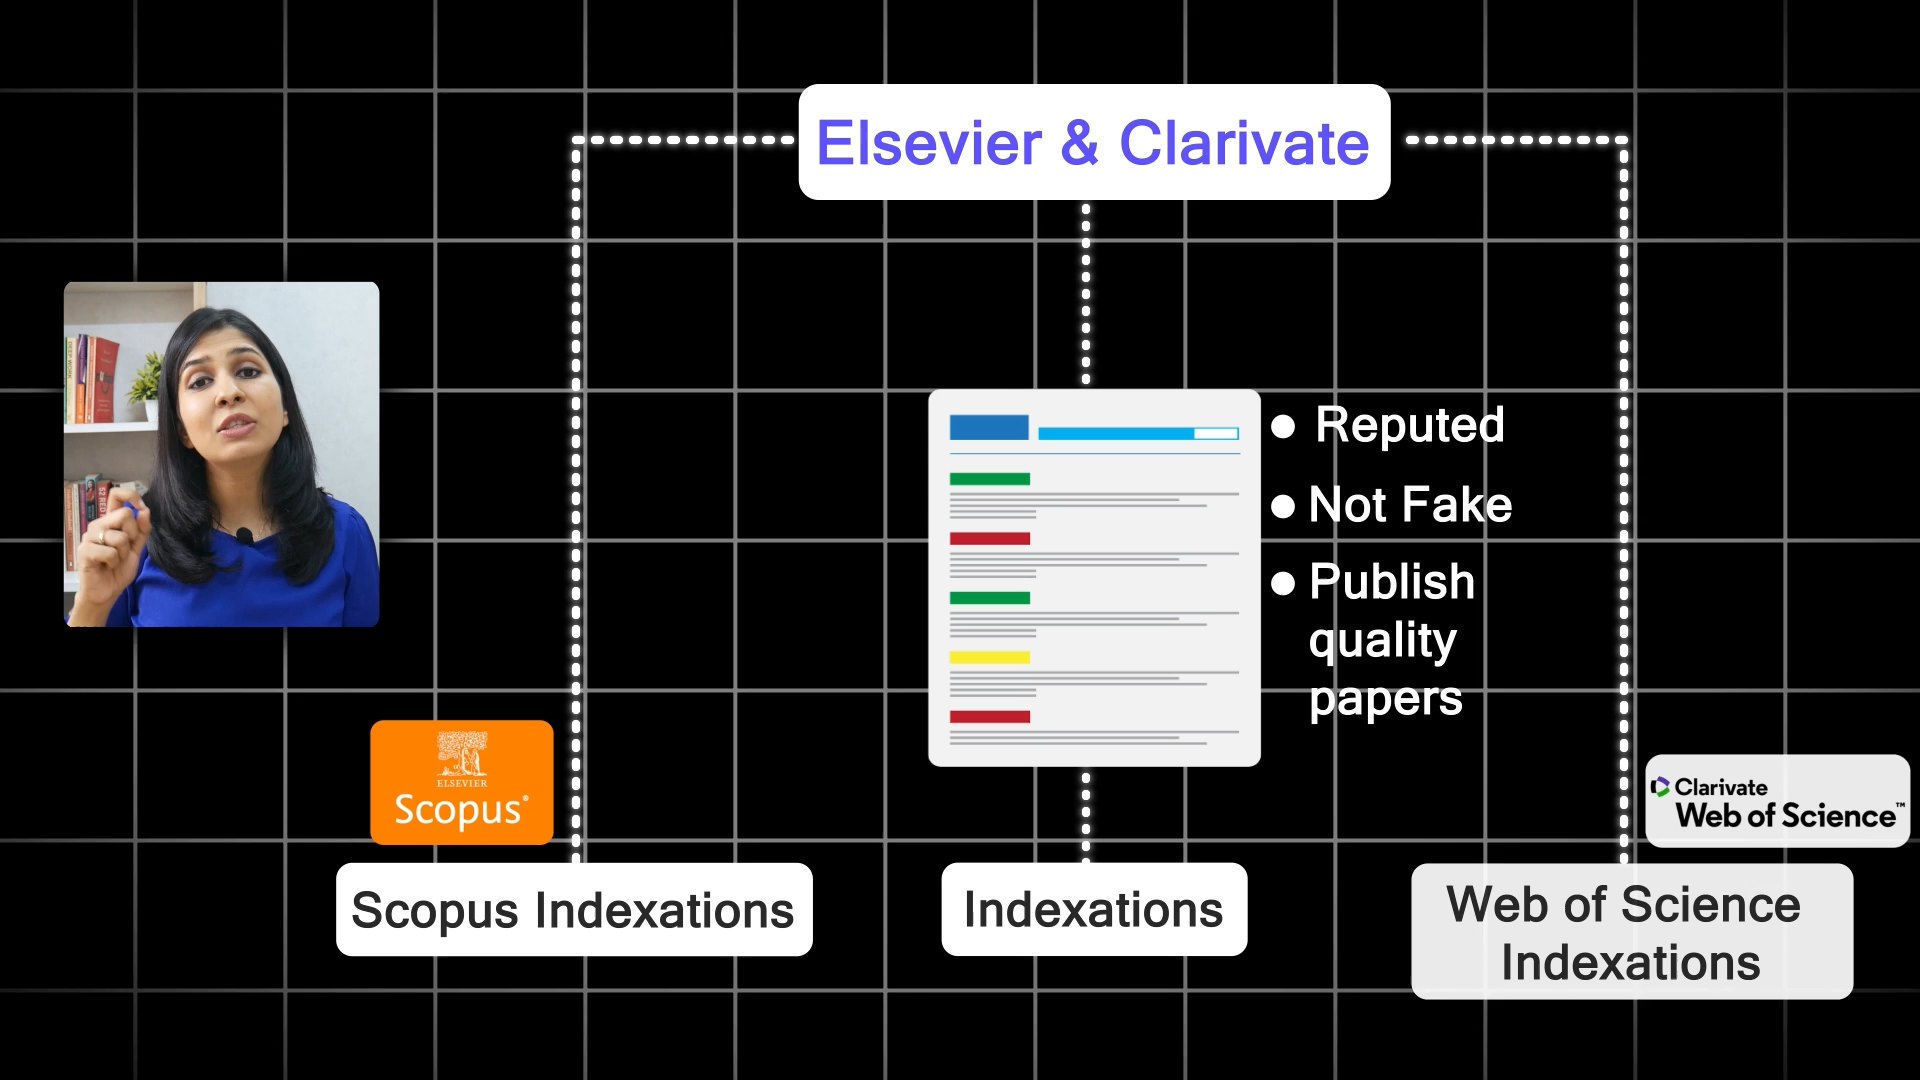 Elsevier & Clarivate
● Reputed
● Not Fake
● Publish
quality
papers
ELSEVIER
Scopus®
Clarivate
Web of Science™
Scopus Indexations
Indexations
Web of Science
Indexations